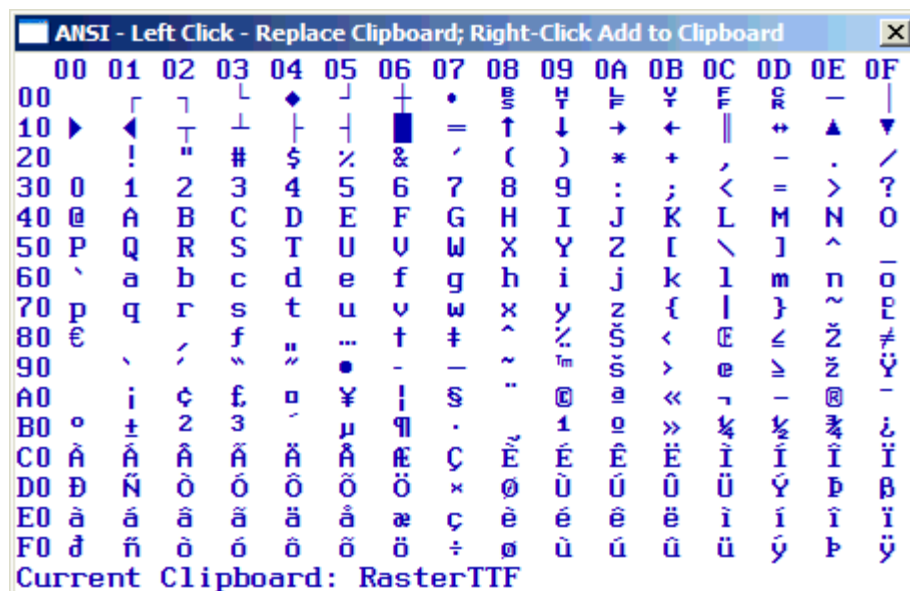 ANSI - Left Click - Replace Clipboard; Right-Click Add to Clipboard
00 01 02 03 04 05 06 07 08 09 0A 0B 0C 0D 0E 0F
00 ┌ ┐ └ ◆ ┘ ┼ • ␈ ␉ ␊ ␋ ␌ ␍ ─ │
10 ► ◄ ┬ ┴ ├ ┤ █ = ↑ ↓ → ← ║ ↔ ▲ ▼
20 ! " # $ % & ´ ( ) * + , - . /
30 0 1 2 3 4 5 6 7 8 9 : ; < = > ?
40 @ A B C D E F G H I J K L M N O
50 P Q R S T U V W X Y Z [ \ ] ^ _
60 ` a b c d e f g h i j k l m n o
70 p q r s t u v w x y z { | } ~
80 € ͵ f „ … † ‡ ^ ٪ Š < Œ ≤ Ž ≠
90 ` ´ • - — ~ ™ š > œ ≥ ž Ÿ
A0 ¡ ¢ £ ¤ ¥ ¦ § ¨ © ª « ¬ - ® ¯
B0 º ± 2 3 ´ µ ¶ · ¸ 1 º » ¼ ½ ¾ ¿
C0 À Á Â Ã Ä Å Æ Ç È É Ê Ë Ì Í Î Ï
D0 Ð Ñ Ò Ó Ô Õ Ö × Ø Ù Ú Û Ü Ý Þ ß
E0 à á â ã ä å æ ç è é ê ë ì í î ï
F0 đ ñ ò ó ô õ ö ÷ ø ù ú û ü ý þ ÿ
Current Clipboard: RasterTTF